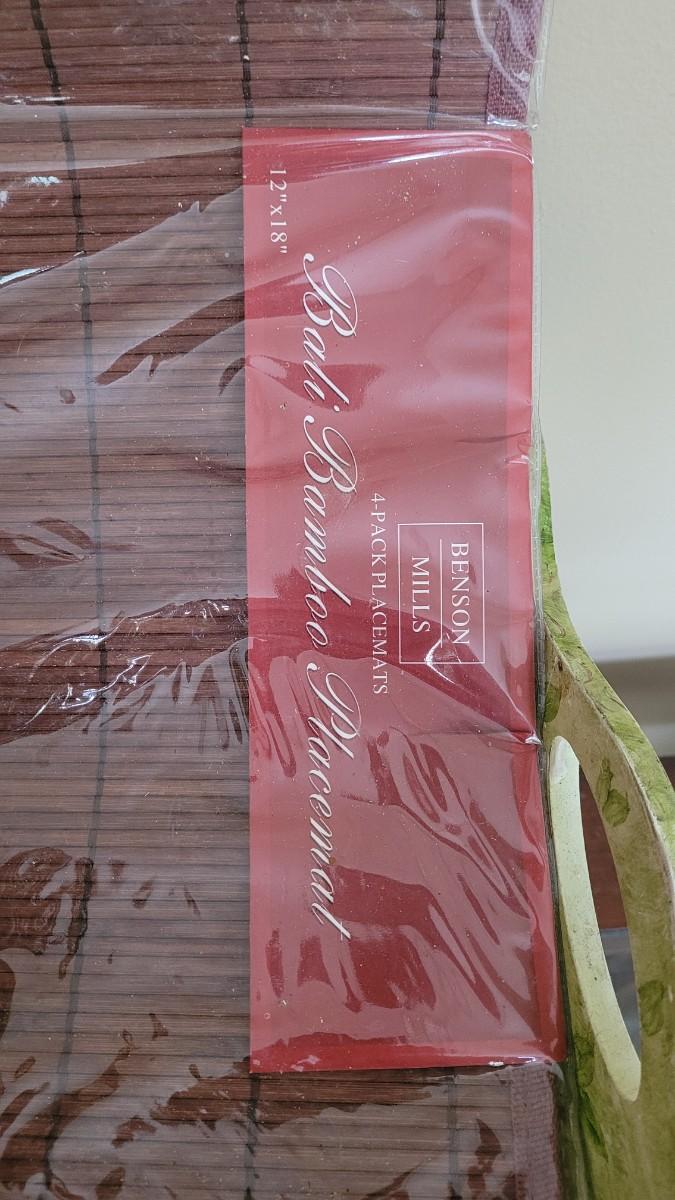 BENSON
MILLS
4-PACK PLACEMATS
Bali Bamboo Placemat
12"x18"